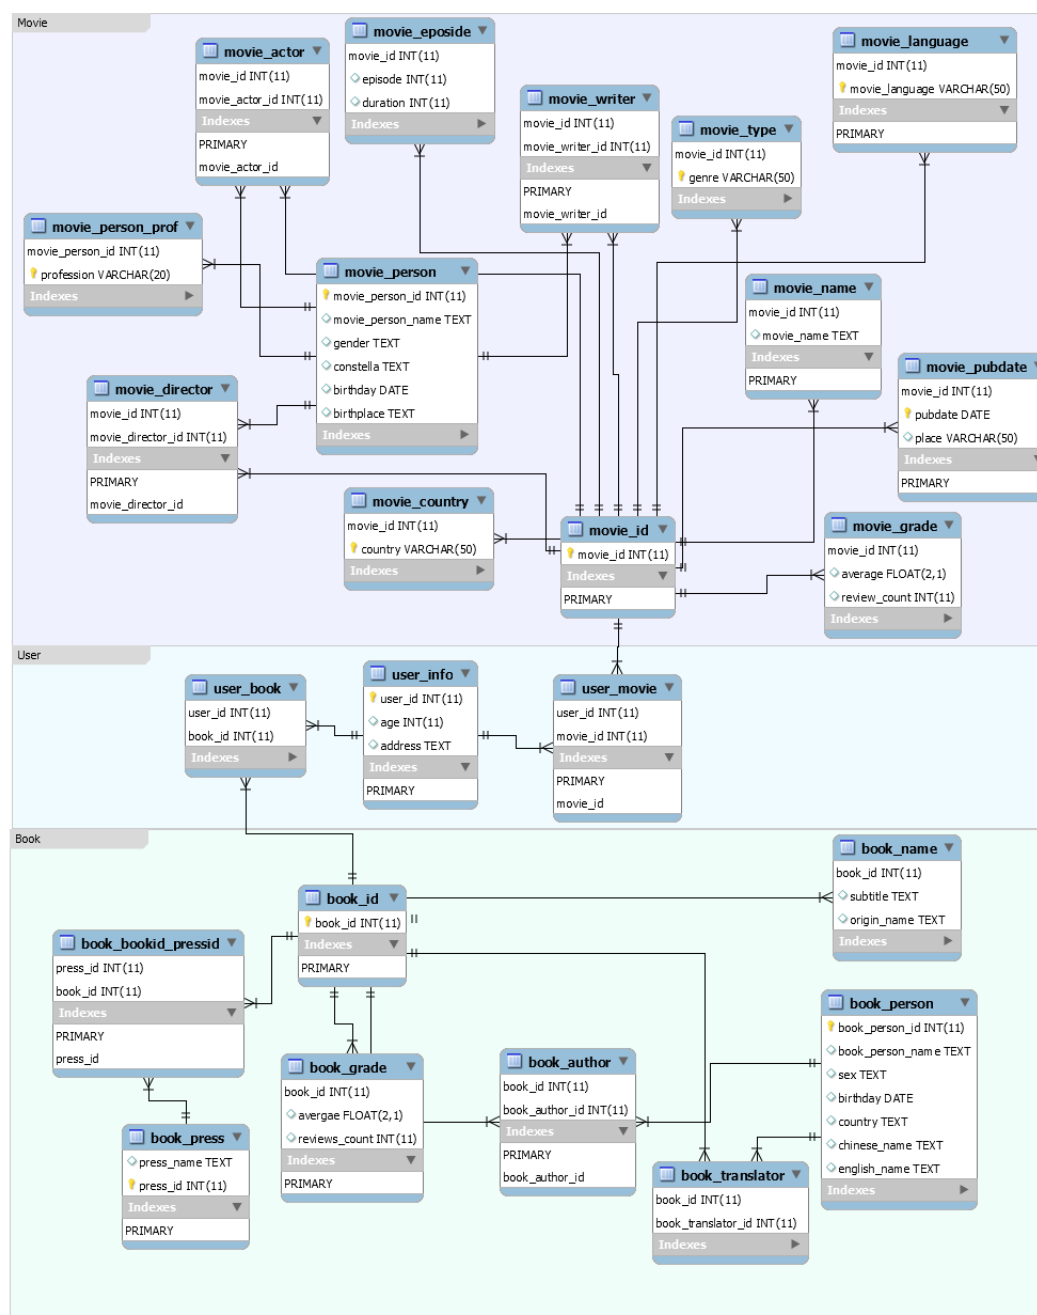 Movie
movie_actor
movie_id INT(11)
movie_actor_id INT(11)
Indexes
PRIMARY
movie_actor_id
movie_eposide
movie_id INT(11)
episode INT(11)
duration INT(11)
Indexes
movie_writer
movie_id INT(11)
movie_writer_id INT(11)
Indexes
PRIMARY
movie_writer_id
movie_type
movie_id INT(11)
genre VARCHAR(50)
Indexes
movie_language
movie_id INT(11)
movie_language VARCHAR(50)
Indexes
PRIMARY
movie_person_prof
movie_person_id INT(11)
profession VARCHAR(20)
Indexes
movie_person
movie_person_id INT(11)
movie_person_name TEXT
gender TEXT
constella TEXT
birthday DATE
birthplace TEXT
Indexes
movie_name
movie_id INT(11)
movie_name TEXT
Indexes
PRIMARY
movie_pubdate
movie_id INT(11)
pubdate DATE
place VARCHAR(50)
Indexes
PRIMARY
movie_director
movie_id INT(11)
movie_director_id INT(11)
Indexes
PRIMARY
movie_director_id
movie_country
movie_id INT(11)
country VARCHAR(50)
Indexes
movie_id
movie_id INT(11)
Indexes
PRIMARY
movie_grade
movie_id INT(11)
average FLOAT(2,1)
review_count INT(11)
Indexes
User
user_book
user_id INT(11)
book_id INT(11)
Indexes
user_info
user_id INT(11)
age INT(11)
address TEXT
Indexes
PRIMARY
user_movie
user_id INT(11)
movie_id INT(11)
Indexes
PRIMARY
movie_id
Book
book_name
book_id INT(11)
subtitle TEXT
origin_name TEXT
Indexes
book_id
book_id INT(11)
Indexes
PRIMARY
book_bookid_pressid
press_id INT(11)
book_id INT(11)
Indexes
PRIMARY
press_id
book_person
book_person_id INT(11)
book_person_name TEXT
sex TEXT
birthday DATE
country TEXT
chinese_name TEXT
english_name TEXT
Indexes
book_grade
book_id INT(11)
avergae FLOAT(2,1)
reviews_count INT(11)
Indexes
PRIMARY
book_author
book_id INT(11)
book_author_id INT(11)
Indexes
PRIMARY
book_author_id
book_press
press_name TEXT
press_id INT(11)
Indexes
PRIMARY
book_translator
book_id INT(11)
book_translator_id INT(11)
Indexes